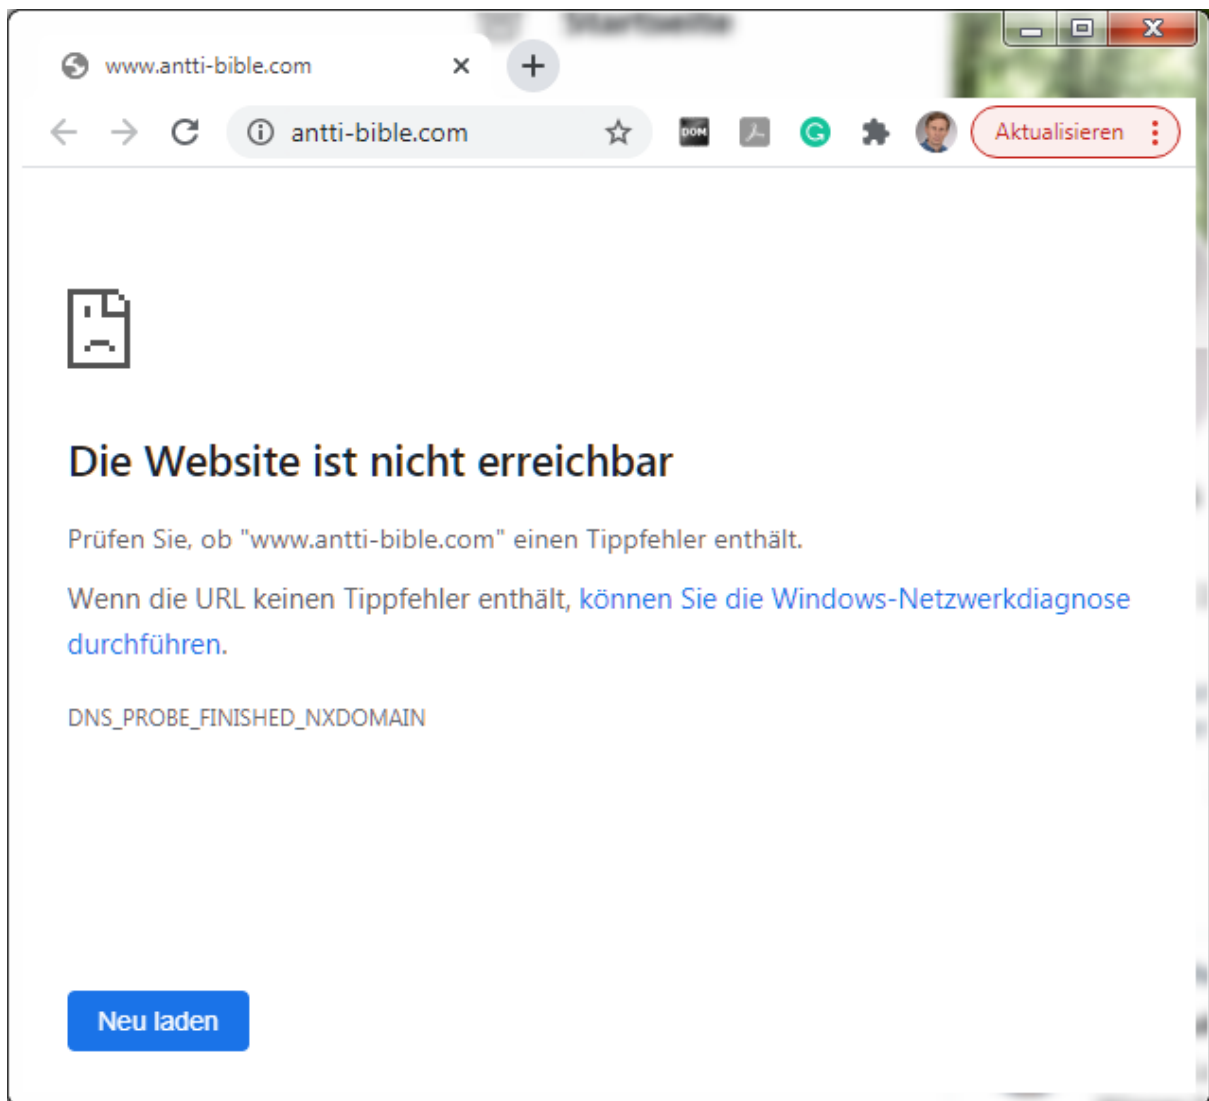 Startseite
www.antti-bible.com
antti-bible.com
DOM
G
Aktualisieren
Die Website ist nicht erreichbar
Prüfen Sie, ob "www.antti-bible.com" einen Tippfehler enthält.
Wenn die URL keinen Tippfehler enthält, können Sie die Windows-Netzwerkdiagnose
durchführen.
DNS_PROBE_FINISHED_NXDOMAIN
Neu laden